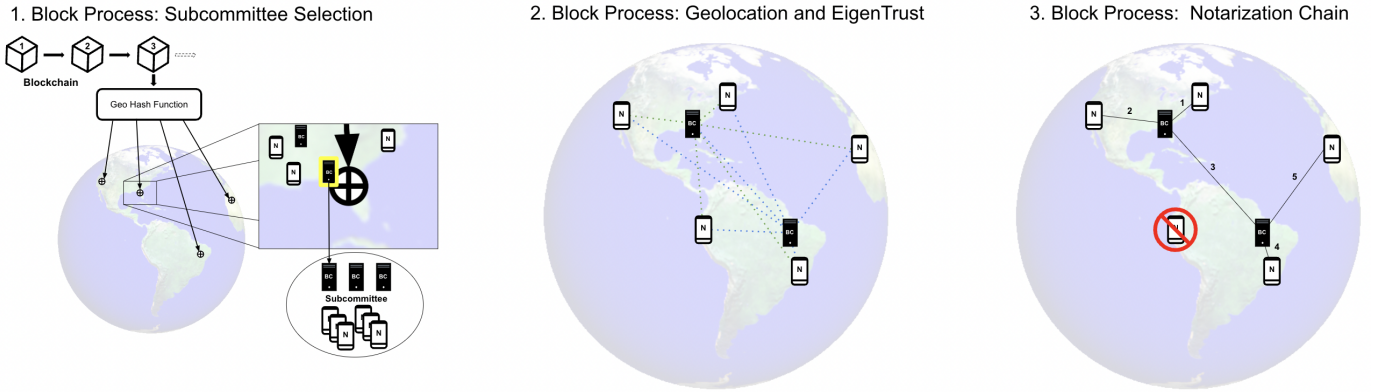 1. Block Process: Subcommittee Selection
1
2
3
Blockchain
Geo Hash Function
BC
BC
BC BC BC
Subcommittee
N
N
2. Block Process: Geolocation and EigenTrust
N
N
BC
N
N
BC
N
3. Block Process: Notarization Chain
N
1
N
2
BC
N
3
5
N
BC
4
N
N
N
N